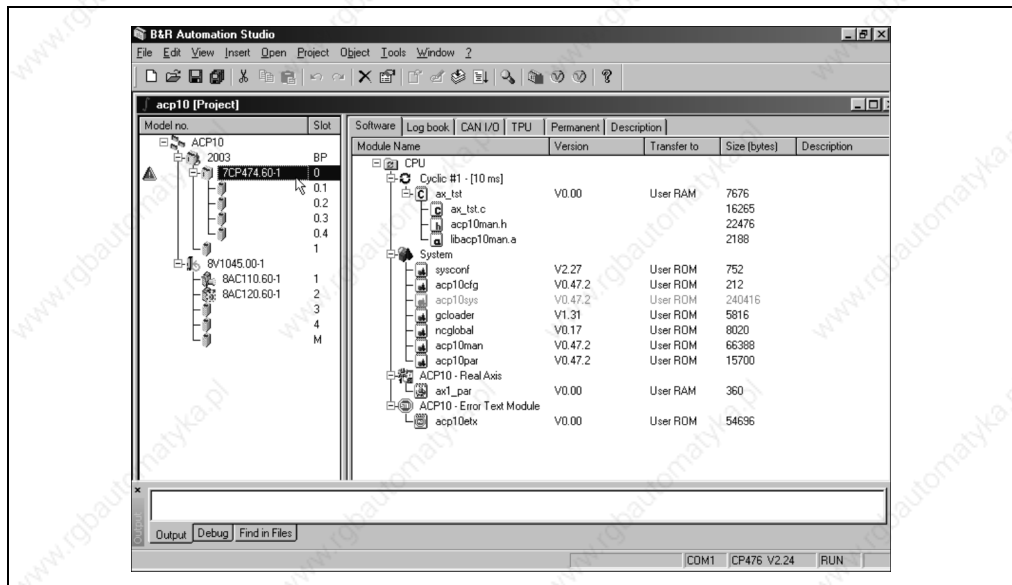 B&R Automation Studio
File Edit View Insert Open Project Object Tools Window ?
acp10 [Project]
Model no. Slot
ACP10
2003 BP
7CP474.60-1 0
0.1
0.2
0.3
0.4
1
8V1045.00-1
8AC110.60-1 1
8AC120.60-1 2
3
4
M
Software Log book CAN I/O TPU Permanent Description
Module Name Version Transfer to Size (bytes) Description
CPU
Cyclic #1 - [10 ms]
ax_tst V0.00 User RAM 7676
ax_tst.c 16265
acp10man.h 22476
libacp10man.a 2188
System
sysconf V2.27 User ROM 752
acp10cfg V0.47.2 User ROM 212
acp10sys V0.47.2 User ROM 240416
gcloader V1.31 User ROM 5816
ncglobal V0.17 User ROM 8020
acp10man V0.47.2 User ROM 66388
acp10par V0.47.2 User ROM 15700
ACP10 - Real Axis
ax1_par V0.00 User RAM 360
ACP10 - Error Text Module
acp10etx V0.00 User ROM 54696
Output
Output Debug Find in Files
COM1 CP476 V2.24 RUN
www.rgbautomatyka.pl